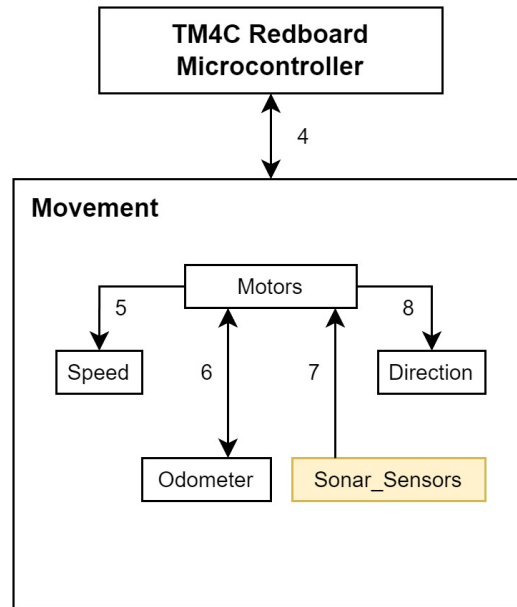 TM4C Redboard
Microcontroller
4
Movement
Motors
5
8
Speed
6
7
Direction
Odometer
Sonar_Sensors